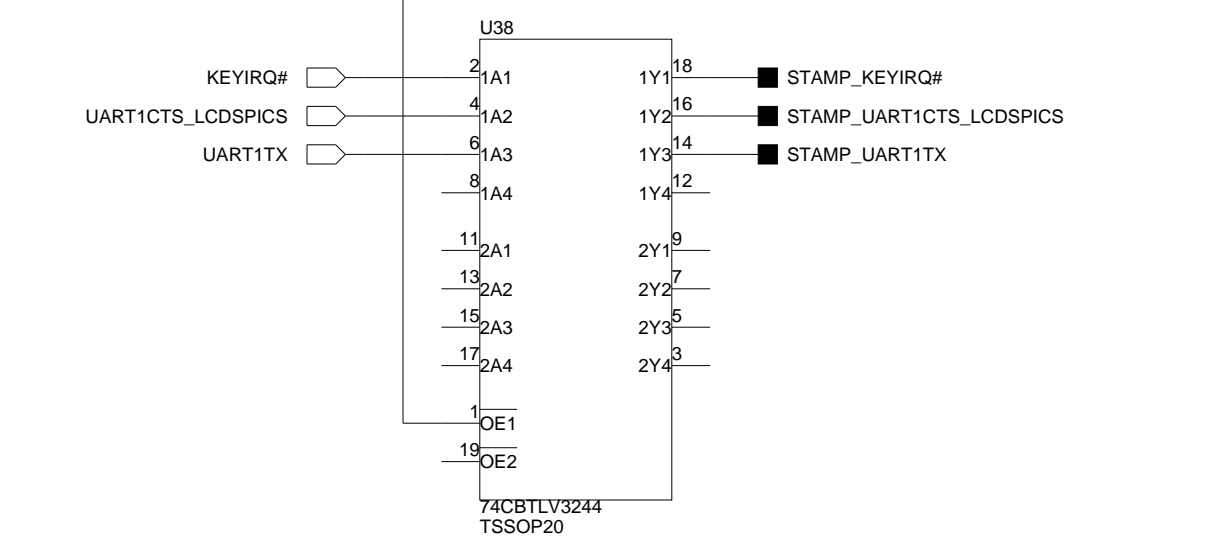 U38
KEYIRQ# 2 1A1 1Y1 18 STAMP_KEYIRQ#
UART1CTS_LCDSPICS 4 1A2 1Y2 16 STAMP_UART1CTS_LCDSPICS
UART1TX 6 1A3 1Y3 14 STAMP_UART1TX
8 1A4 1Y4 12
11 2A1 2Y1 9
13 2A2 2Y2 7
15 2A3 2Y3 5
17 2A4 2Y4 3
1 OE1
19 OE2
74CBTLV3244
TSSOP20